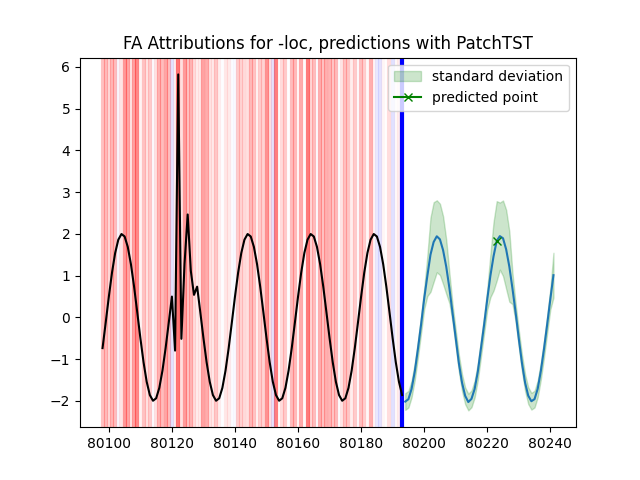 FA Attributions for -loc, predictions with PatchTST
standard deviation
predicted point
6
5
4
3
2
1
0
−1
−2
80100 80120 80140 80160 80180 80200 80220 80240